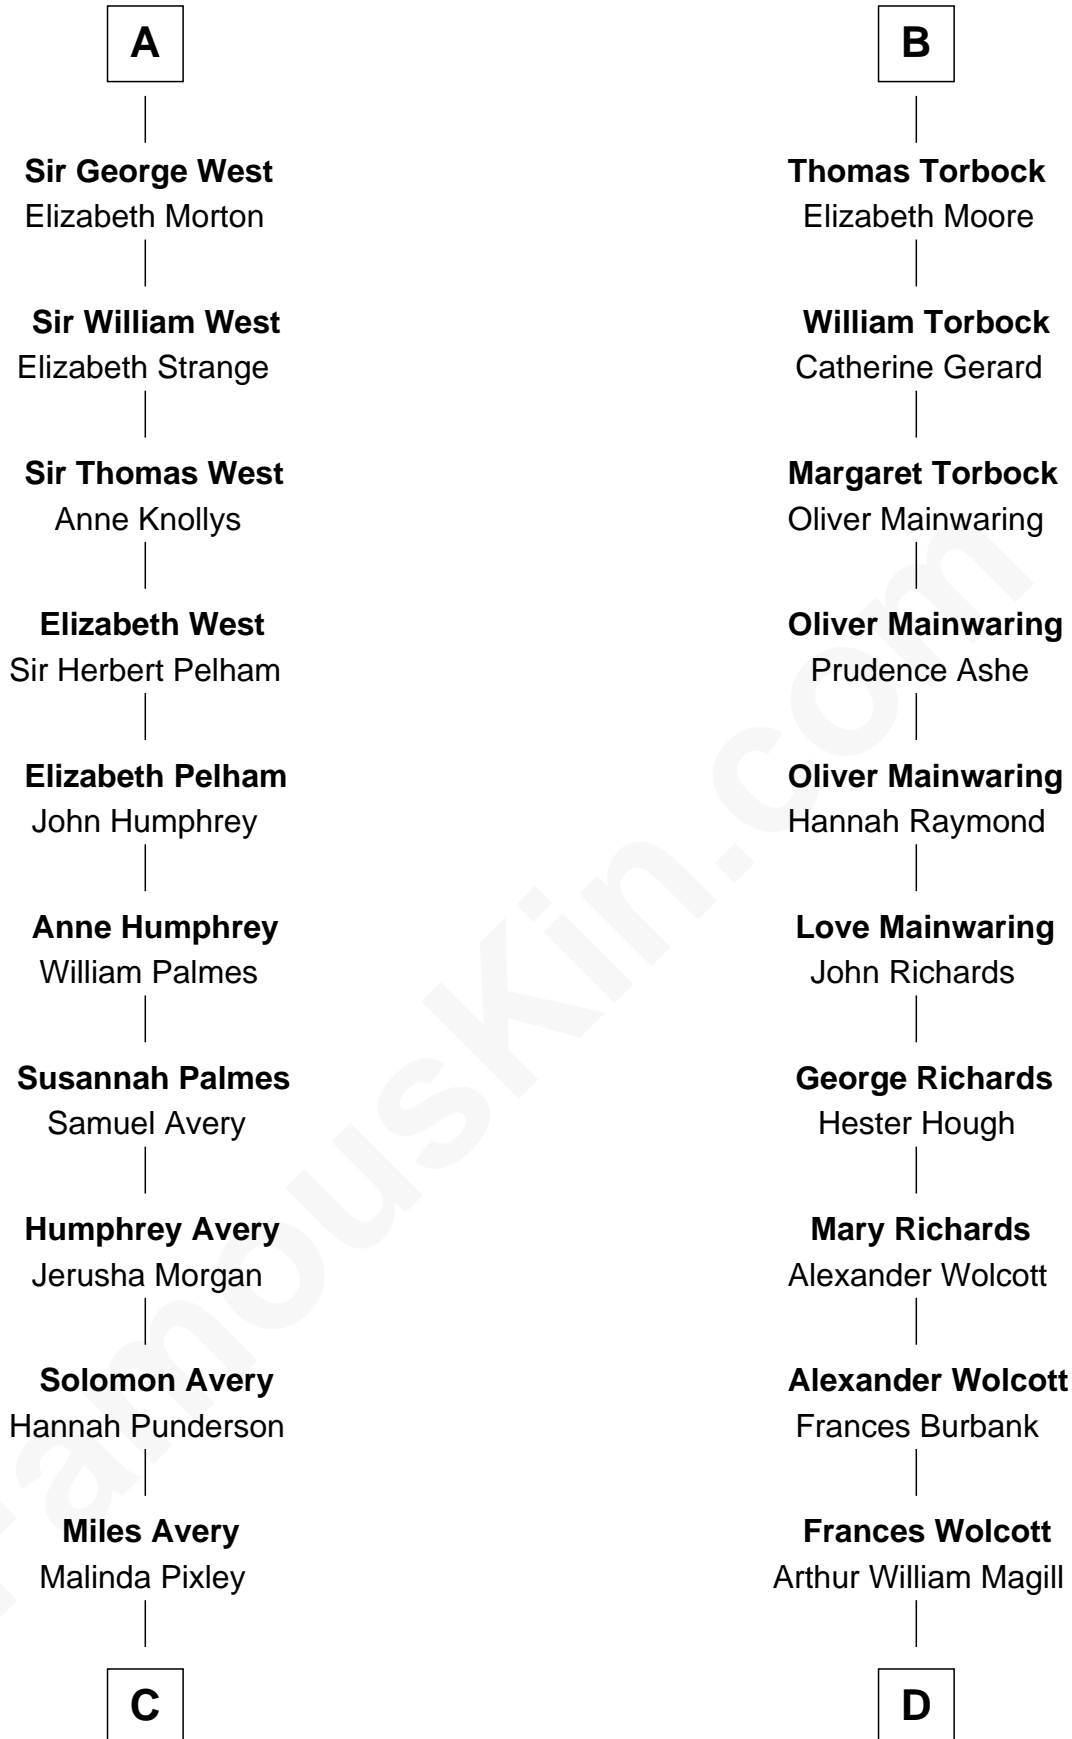 A
Sir George West
Elizabeth Morton
Sir William West
Elizabeth Strange
Sir Thomas West
Anne Knollys
Elizabeth West
Sir Herbert Pelham
Elizabeth Pelham
John Humphrey
Anne Humphrey
William Palmes
Susannah Palmes
Samuel Avery
Humphrey Avery
Jerusha Morgan
Solomon Avery
Hannah Punderson
Miles Avery
Malinda Pixley
C
B
Thomas Torbock
Elizabeth Moore
William Torbock
Catherine Gerard
Margaret Torbock
Oliver Mainwaring
Oliver Mainwaring
Prudence Ashe
Oliver Mainwaring
Hannah Raymond
Love Mainwaring
John Richards
George Richards
Hester Hough
Mary Richards
Alexander Wolcott
Alexander Wolcott
Frances Burbank
Frances Wolcott
Arthur William Magill
D
FamousKin.com